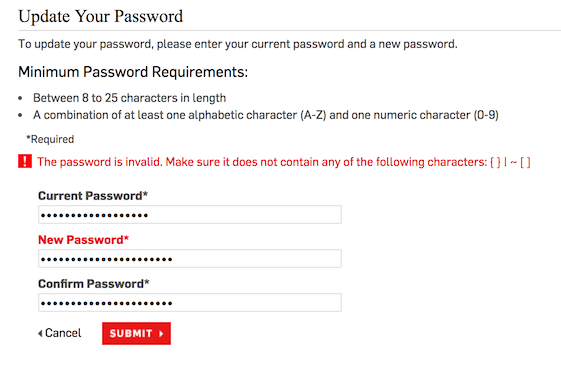 Update Your Password
To update your password, please enter your current password and a new password.
Minimum Password Requirements:
• Between 8 to 25 characters in length
• A combination of at least one alphabetic character (A-Z) and one numeric character (0-9)
*Required
! The password is invalid. Make sure it does not contain any of the following characters: { } | ~ [ ]
Current Password*
••••••••••••••••••
New Password*
••••••••••••••••••••••
Confirm Password*
••••••••••••••••••••••
Cancel SUBMIT